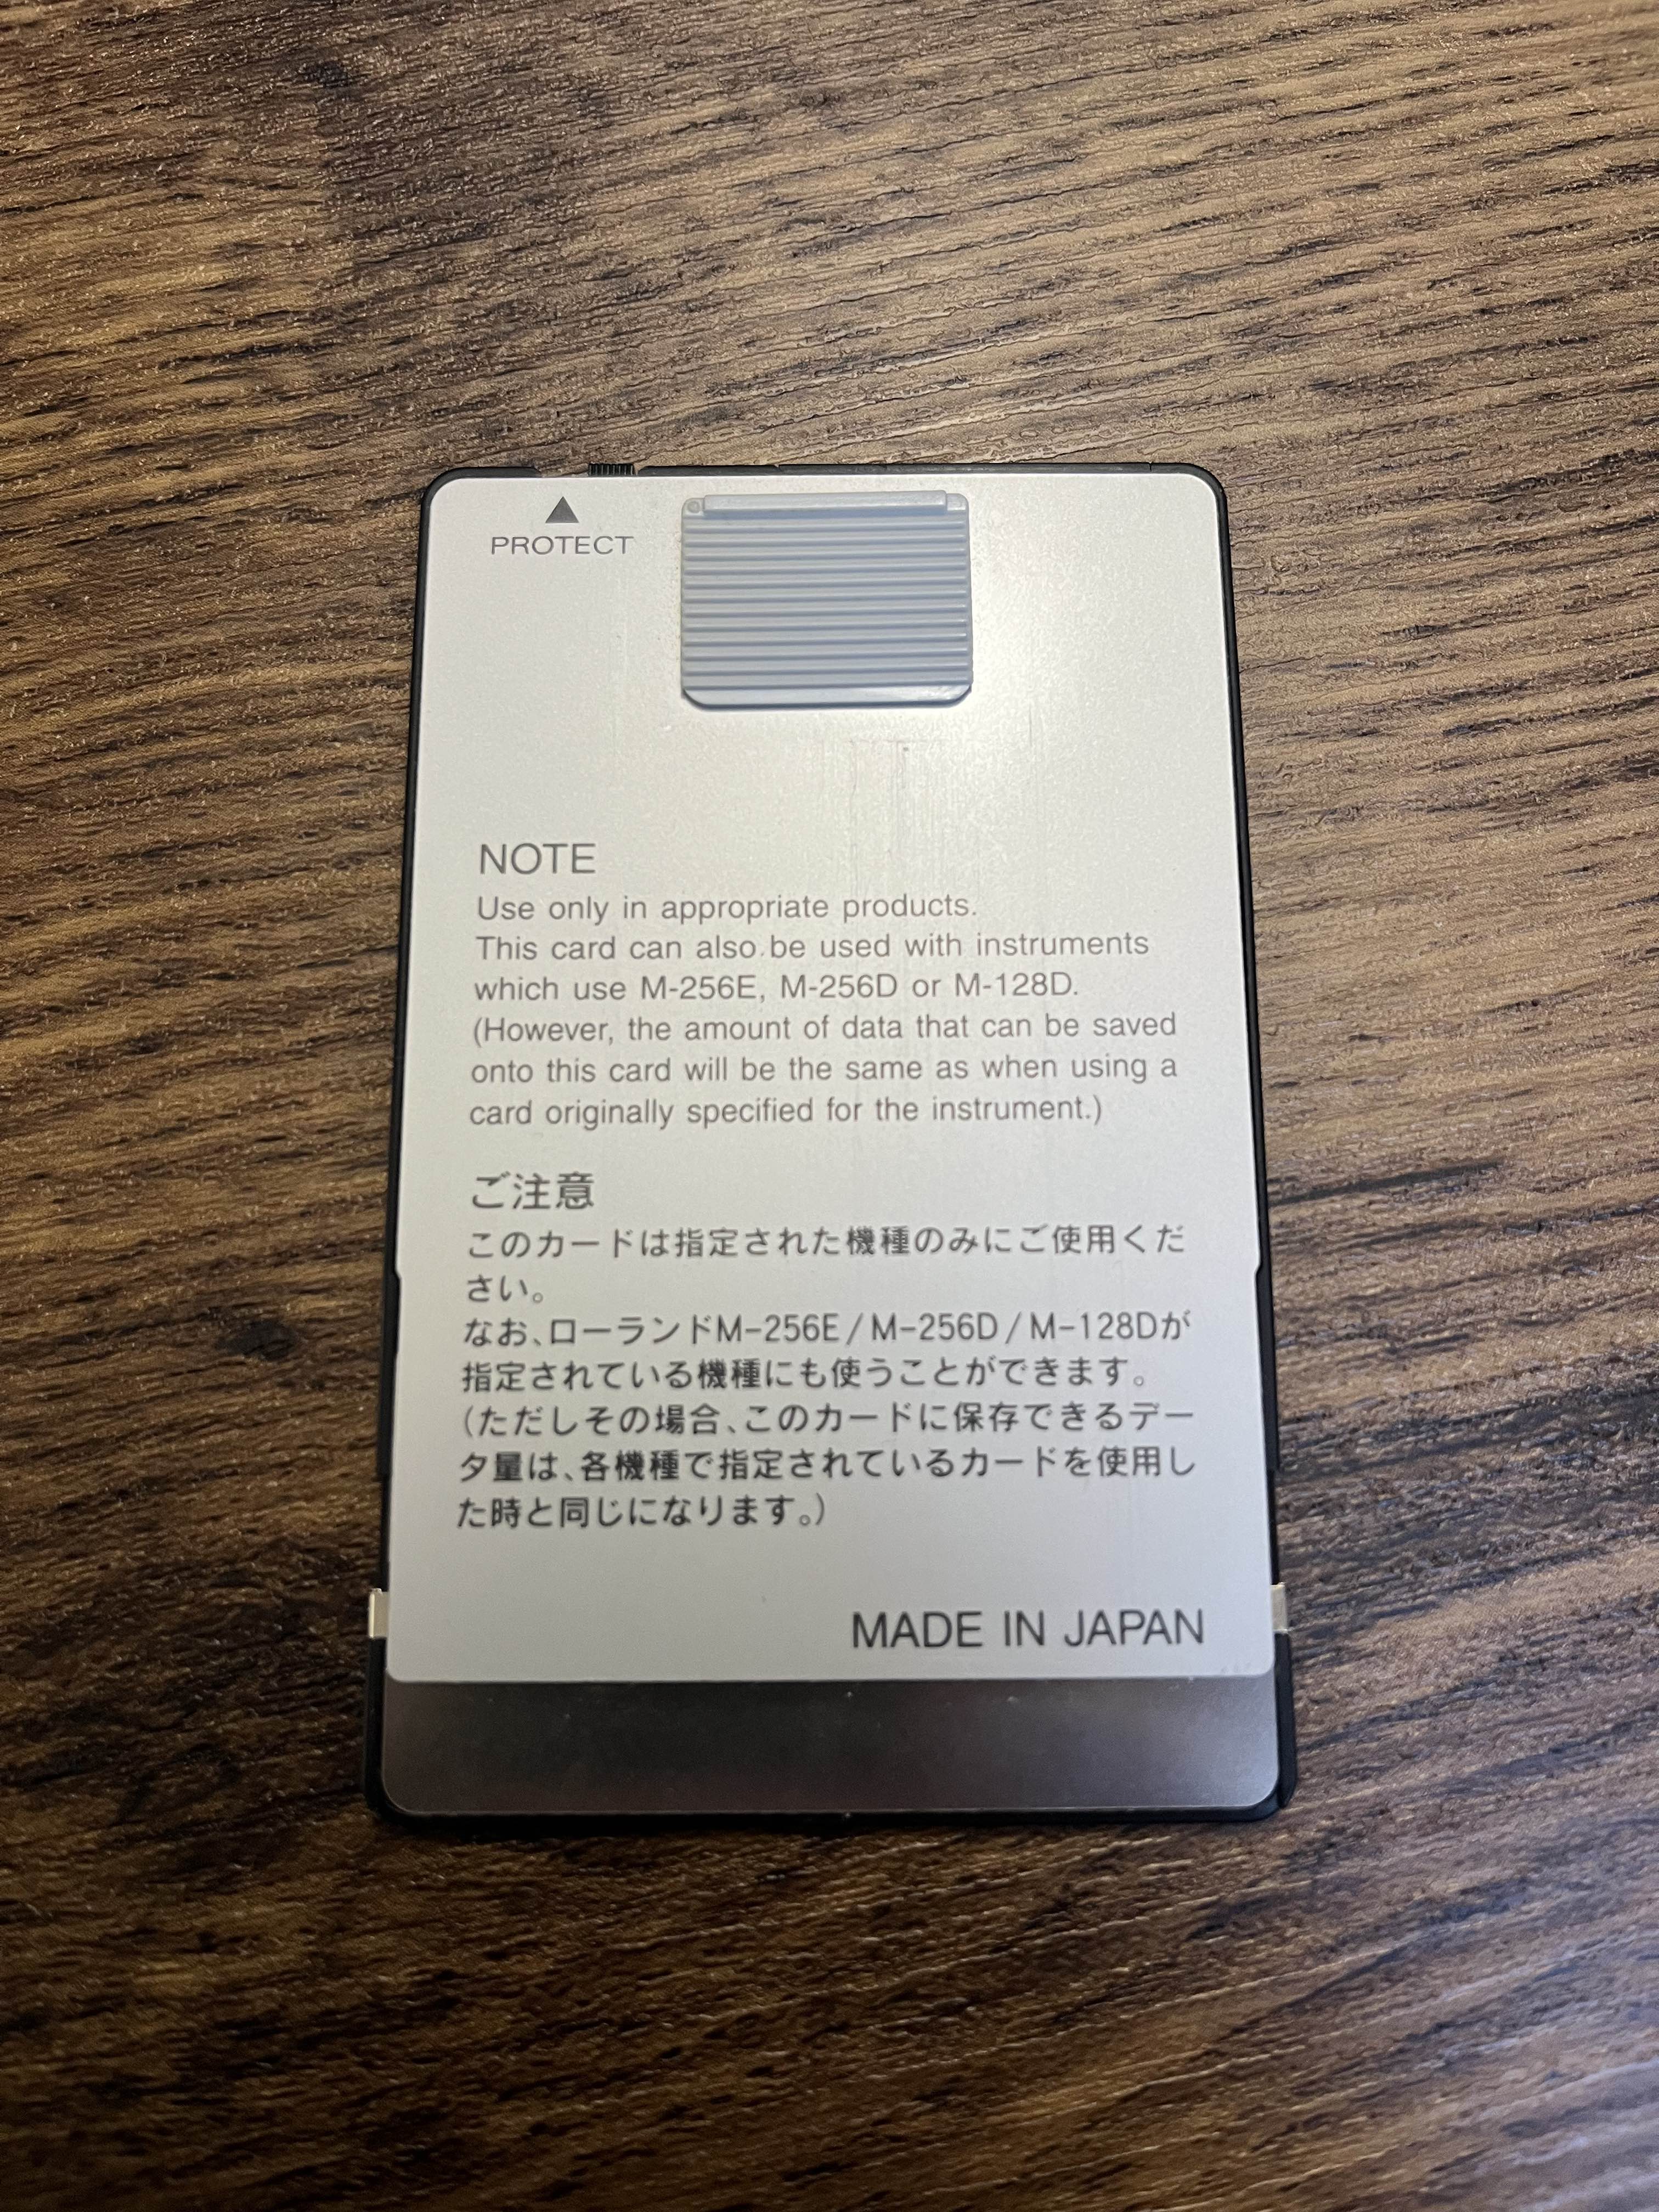 ▲
PROTECT
NOTE
Use only in appropriate products.
This card can also be used with instruments
which use M-256E, M-256D or M-128D.
(However, the amount of data that can be saved
onto this card will be the same as when using a
card originally specified for the instrument.)
ご注意
このカードは指定された機種のみにご使用くだ
さい。
なお、ローランドM-256E/M-256D/M-128Dが
指定されている機種にも使うことができます。
(ただしその場合、このカードに保存できるデー
タ量は、各機種で指定されているカードを使用し
た時と同じになります。)
MADE IN JAPAN